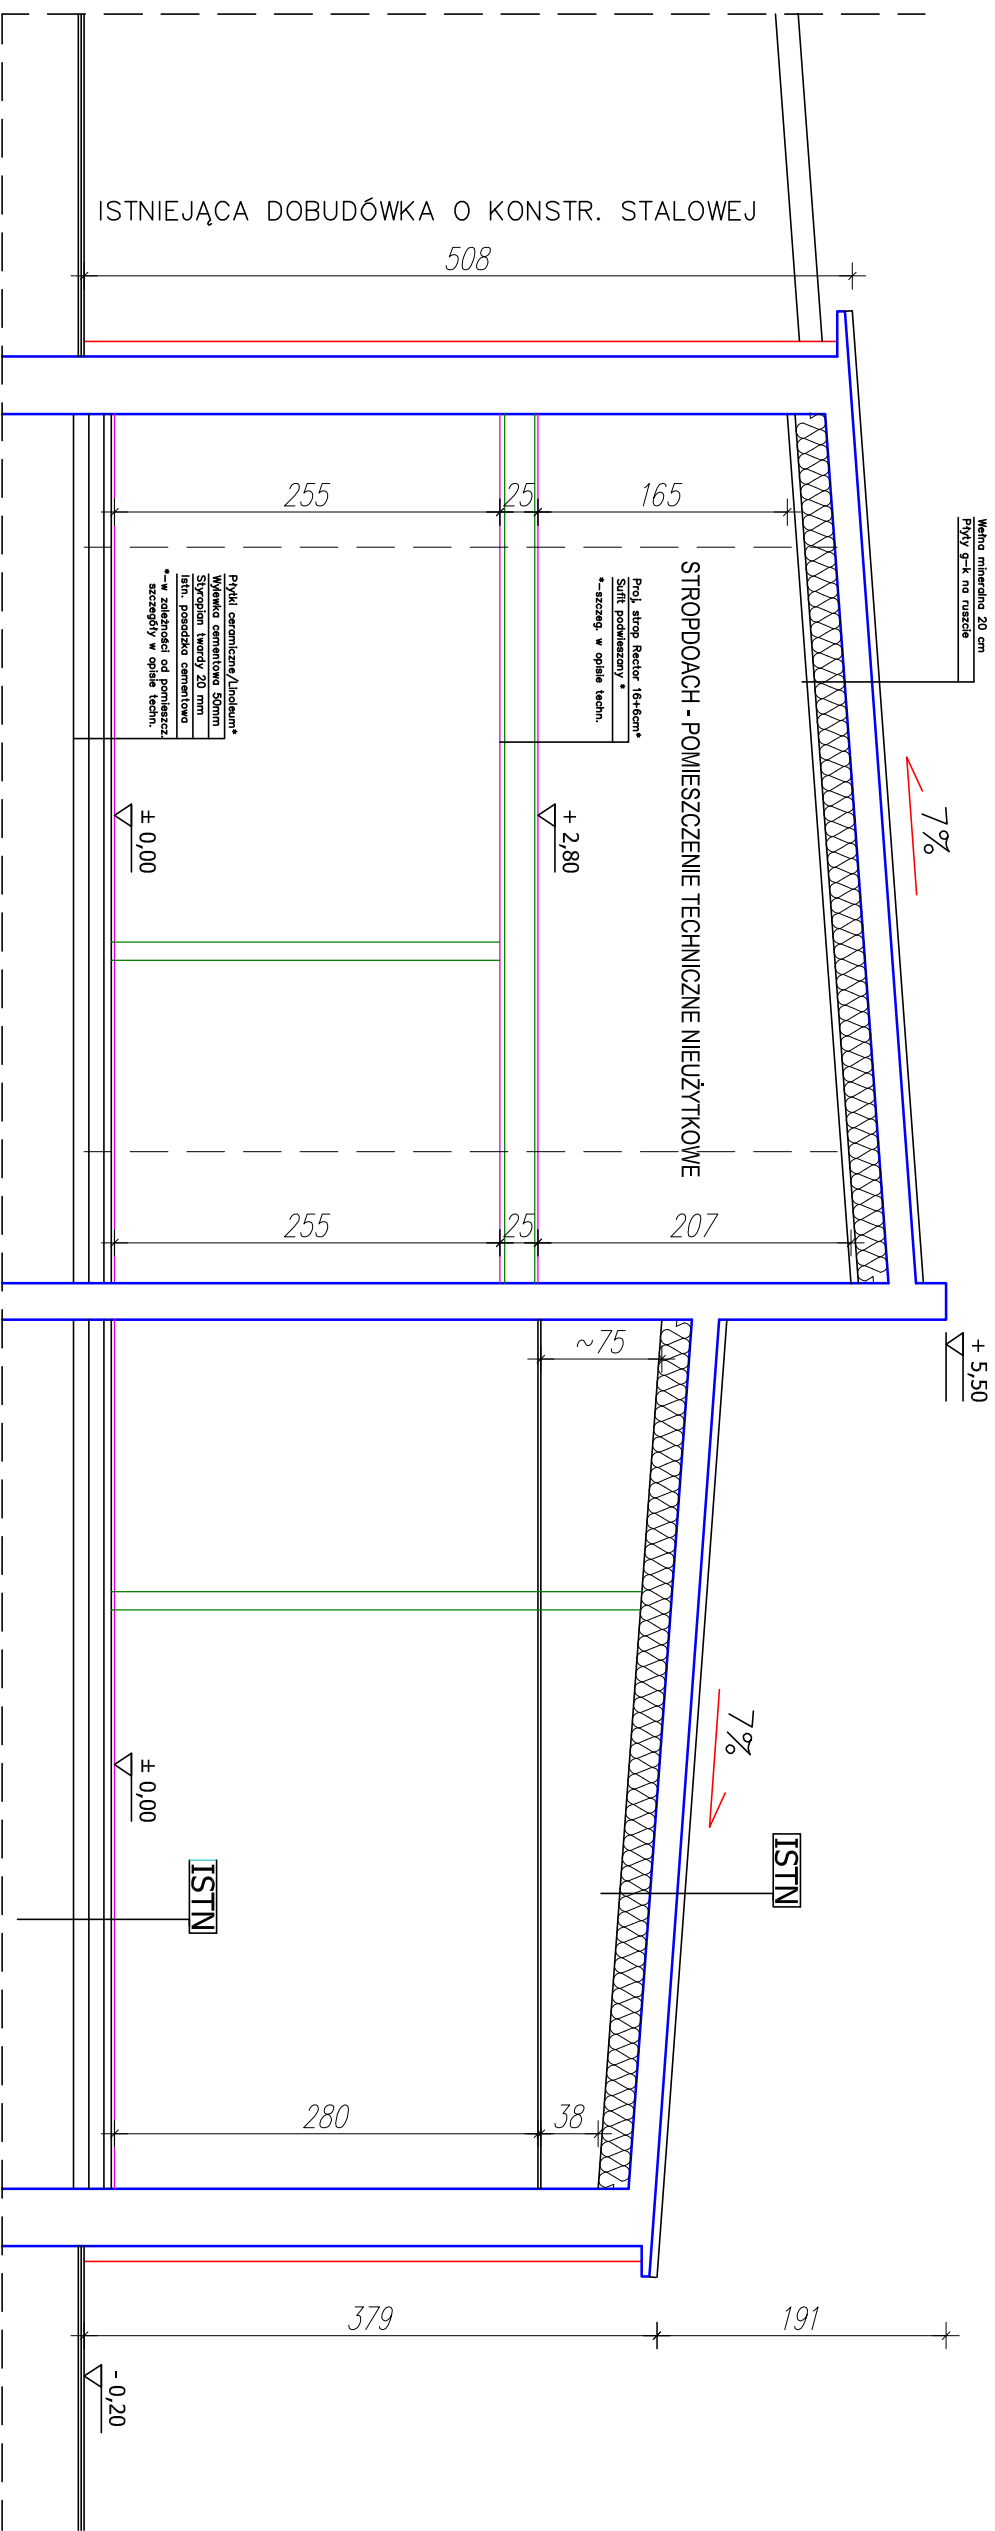 ISTNIEJĄCA DOBUDÓWKA O KONSTR. STALOWEJ
508
Wełna mineralna 20 cm
Płyty g-k na ruszcie
255
25
165
Proj. strop Rector 16+6cm*
Sufit podwieszany *
*-szczeg. w opisie techn.
Płytki ceramiczne/Linoleum*
Wylewka cementowa 50mm
Styropian twardy 20 mm
Istn. posadzka cementowa
*-w zależności od pomieszcz.
szczegóły w opisie techn.
STROPDOACH - POMIESZCZENIE TECHNICZNE NIEUŻYTKOWE
7%
+ 2,80
± 0,00
255
25
207
+ 5,50
~75
7%
± 0,00
ISTN
ISTN
280
38
379
191
- 0,20